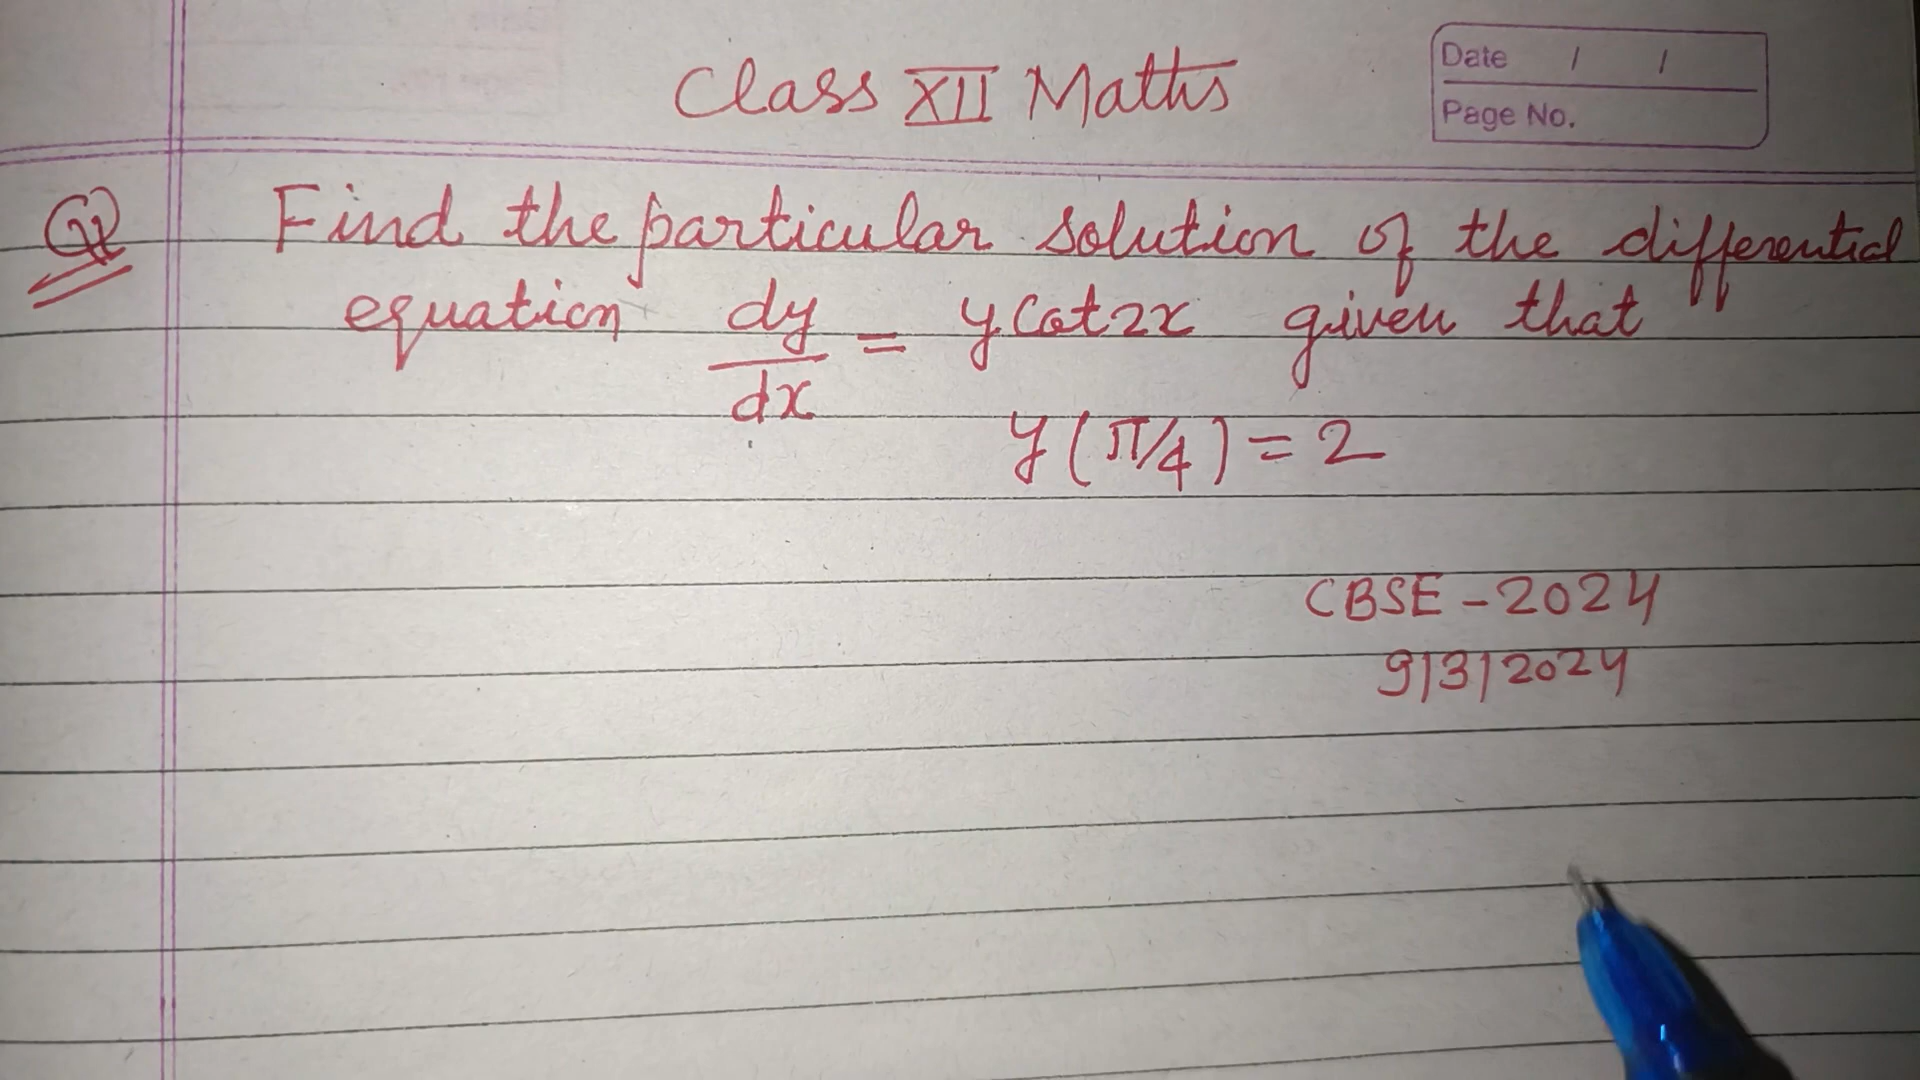 Class XII Maths
Date / /
Page No.
Q1 Find the particular solution of the differential
equation dy/dx = y Cot2x given that
y(π/4) = 2
CBSE - 2024
9/3/2024